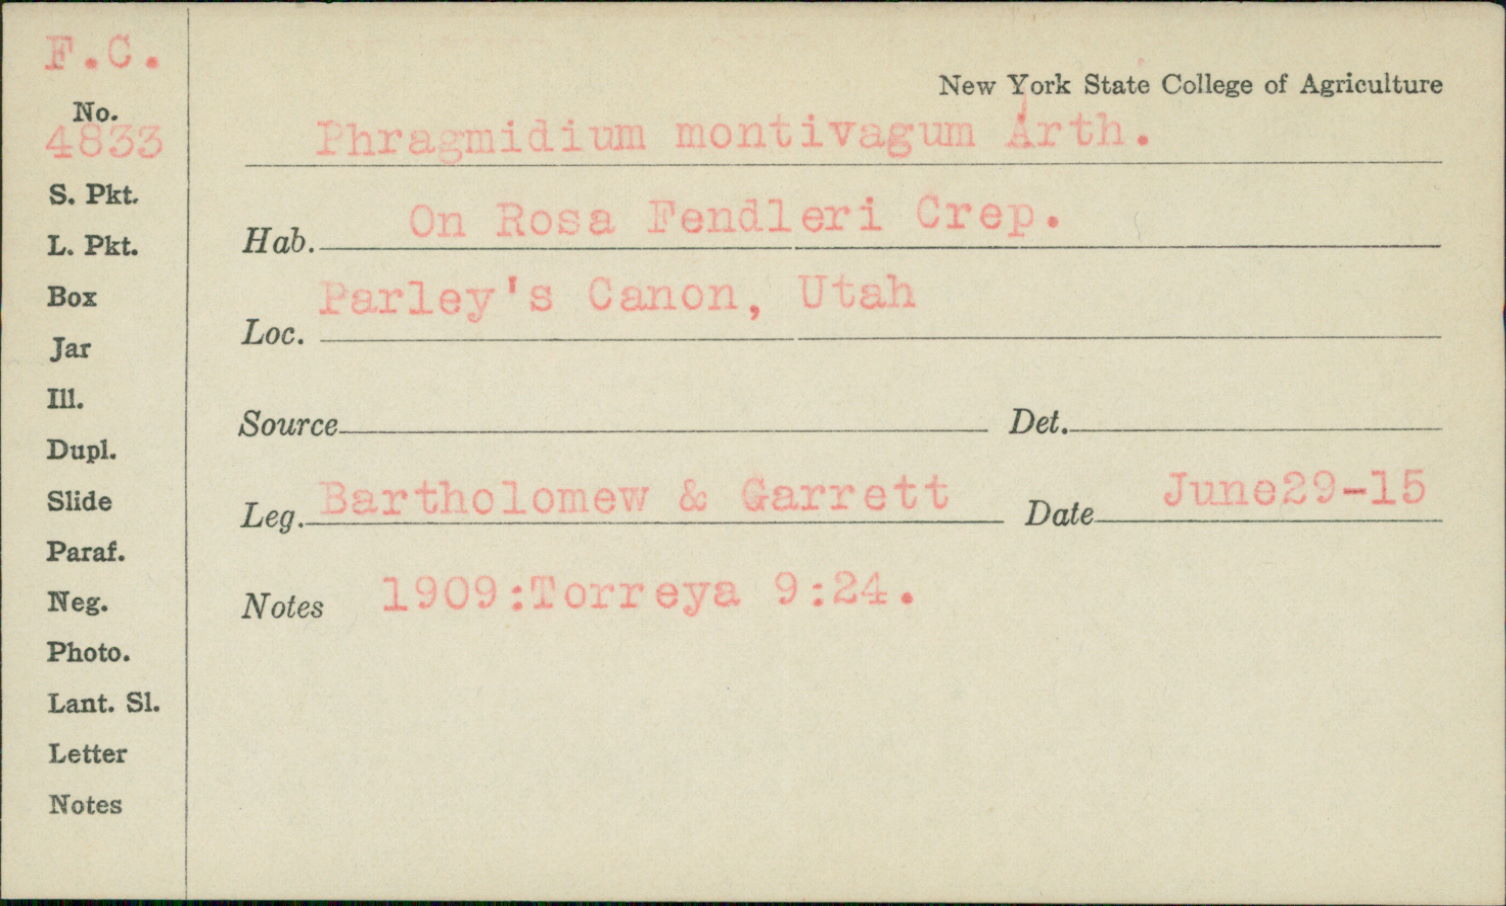 F.C.
No.
4833
S. Pkt.
L. Pkt.
Box
Jar
Ill.
Dupl.
Slide
Paraf.
Neg.
Photo.
Lant. Sl.
Letter
Notes
New York State College of Agriculture
Phragmidium montivagum Arth.
Hab. On Rosa Fendleri Crep.
Loc. Parley's Canon, Utah
Source Det.
Leg. Bartholomew & Garrett Date June29-15
Notes 1909:Torreya 9:24.